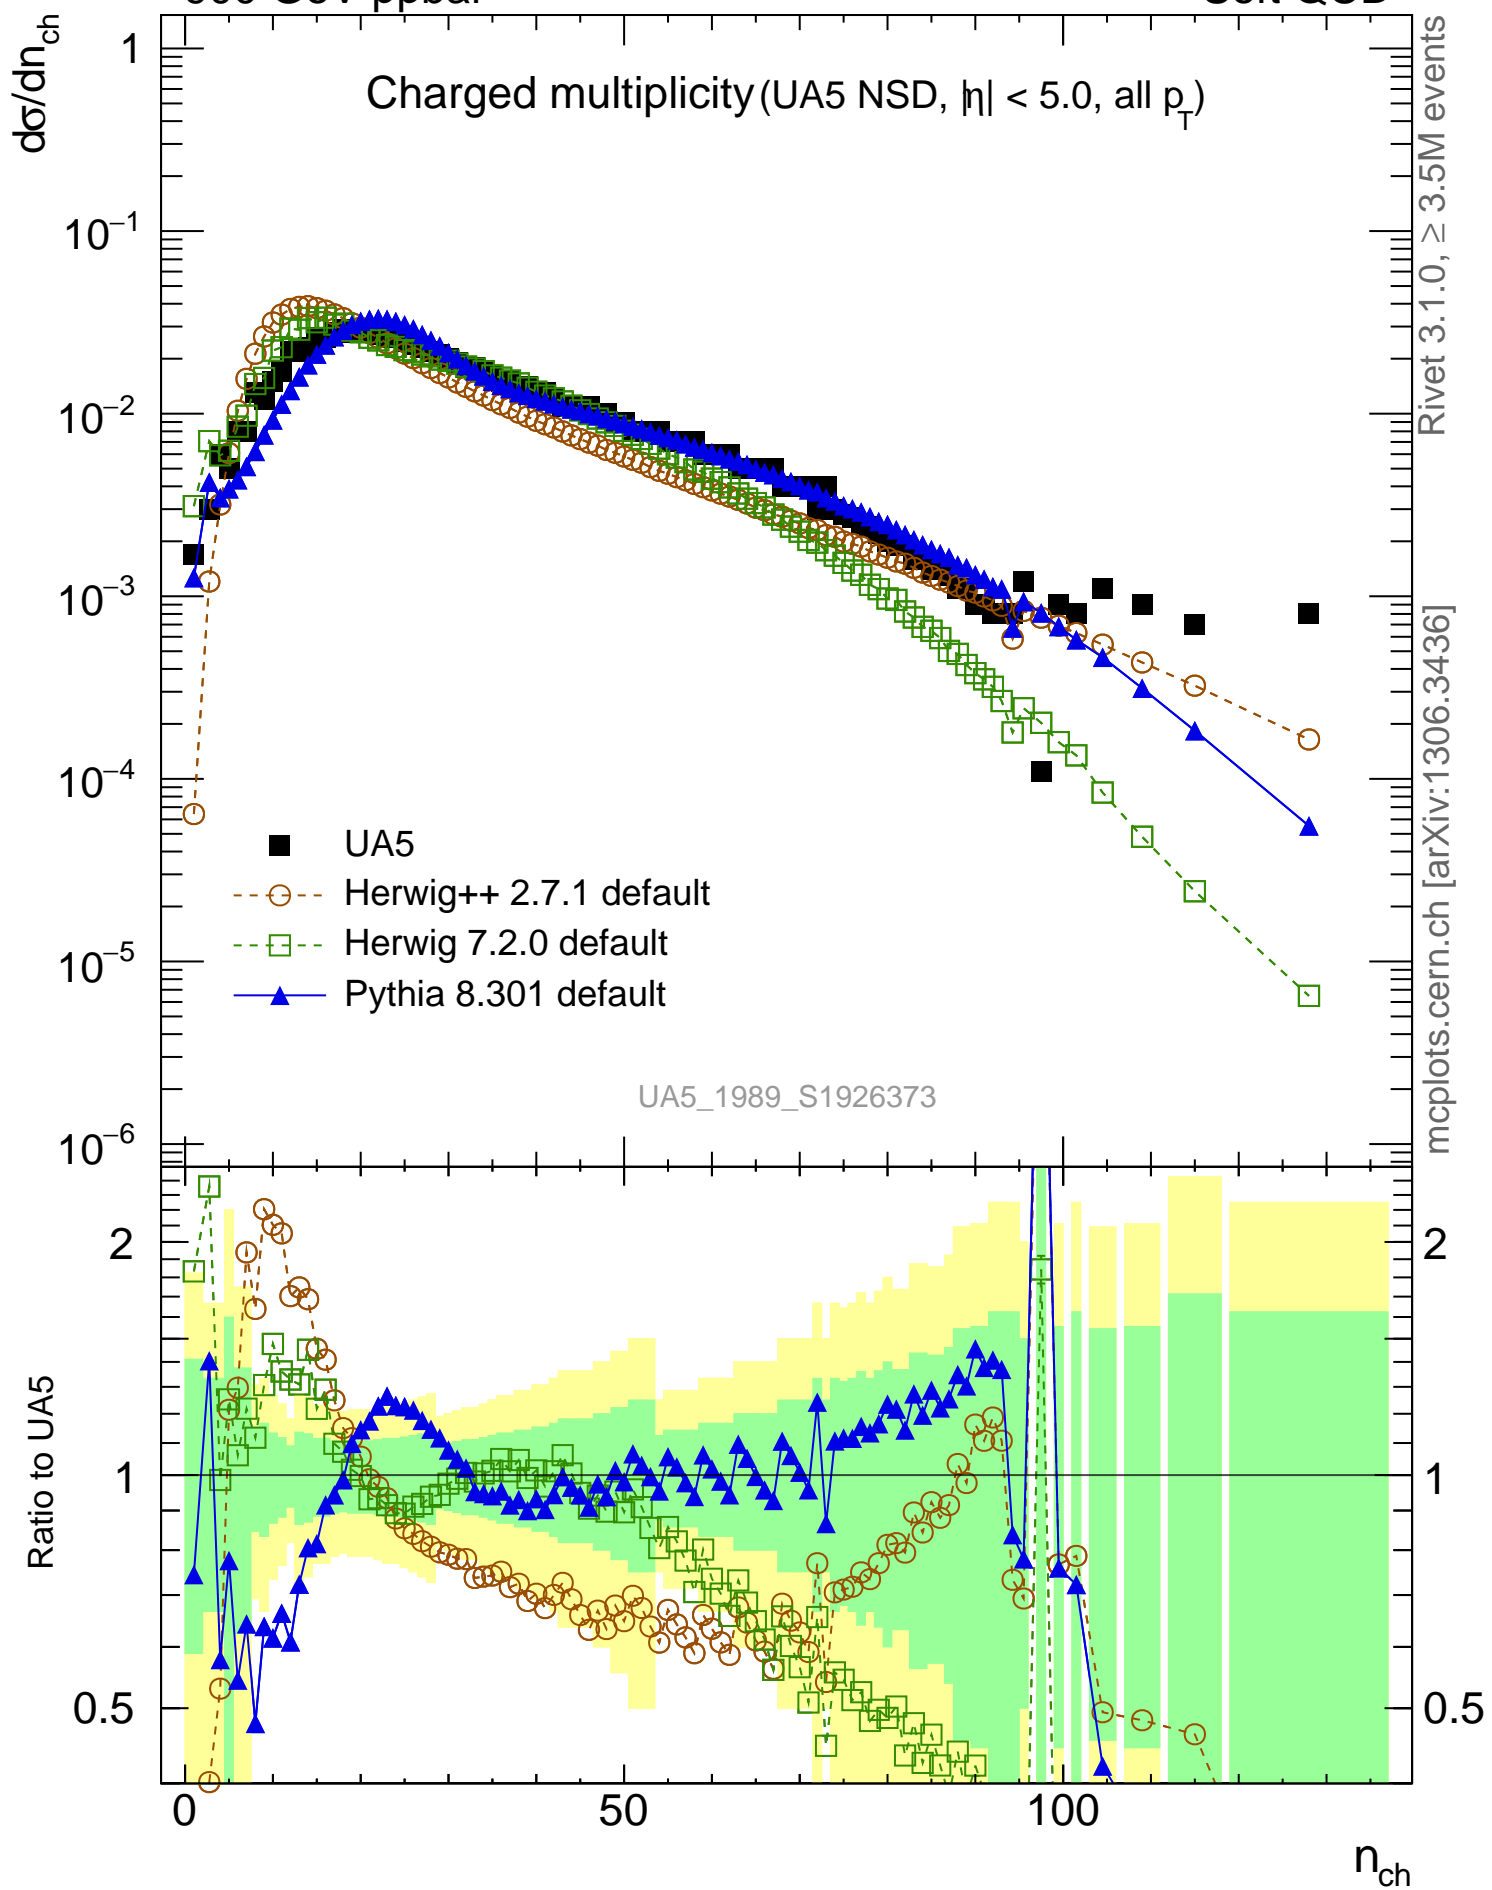 dσ/dn_ch
Charged multiplicity (UA5 NSD, |η| < 5.0, all p_T)
1
10⁻¹
10⁻²
10⁻³
10⁻⁴
10⁻⁵
10⁻⁶
UA5
Herwig++ 2.7.1 default
Herwig 7.2.0 default
Pythia 8.301 default
UA5_1989_S1926373
Rivet 3.1.0, ≥ 3.5M events
mcplots.cern.ch [arXiv:1306.3436]
Ratio to UA5
2
1
0.5
2
1
0.5
0
50
100
n_ch